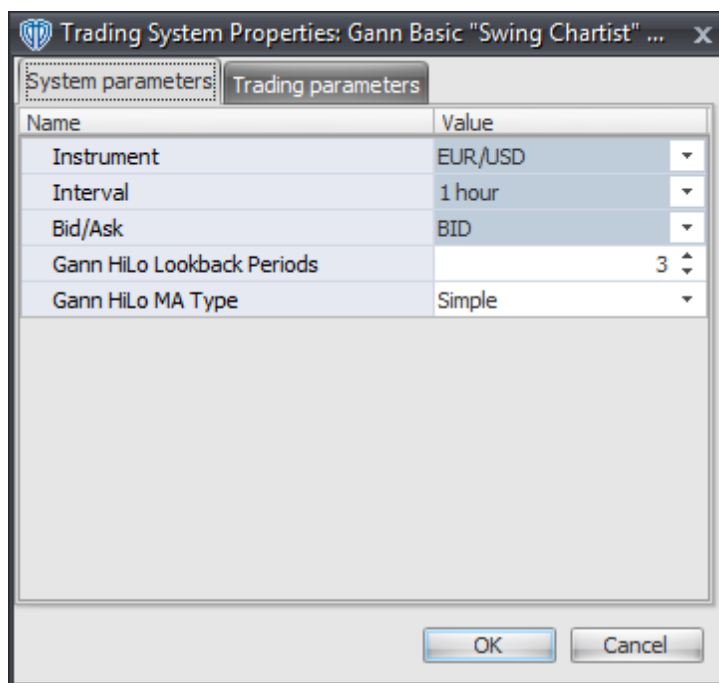 Trading System Properties: Gann Basic "Swing Chartist" ... x
System parameters Trading parameters
Name Value
Instrument EUR/USD
Interval 1 hour
Bid/Ask BID
Gann HiLo Lookback Periods 3
Gann HiLo MA Type Simple
OK Cancel